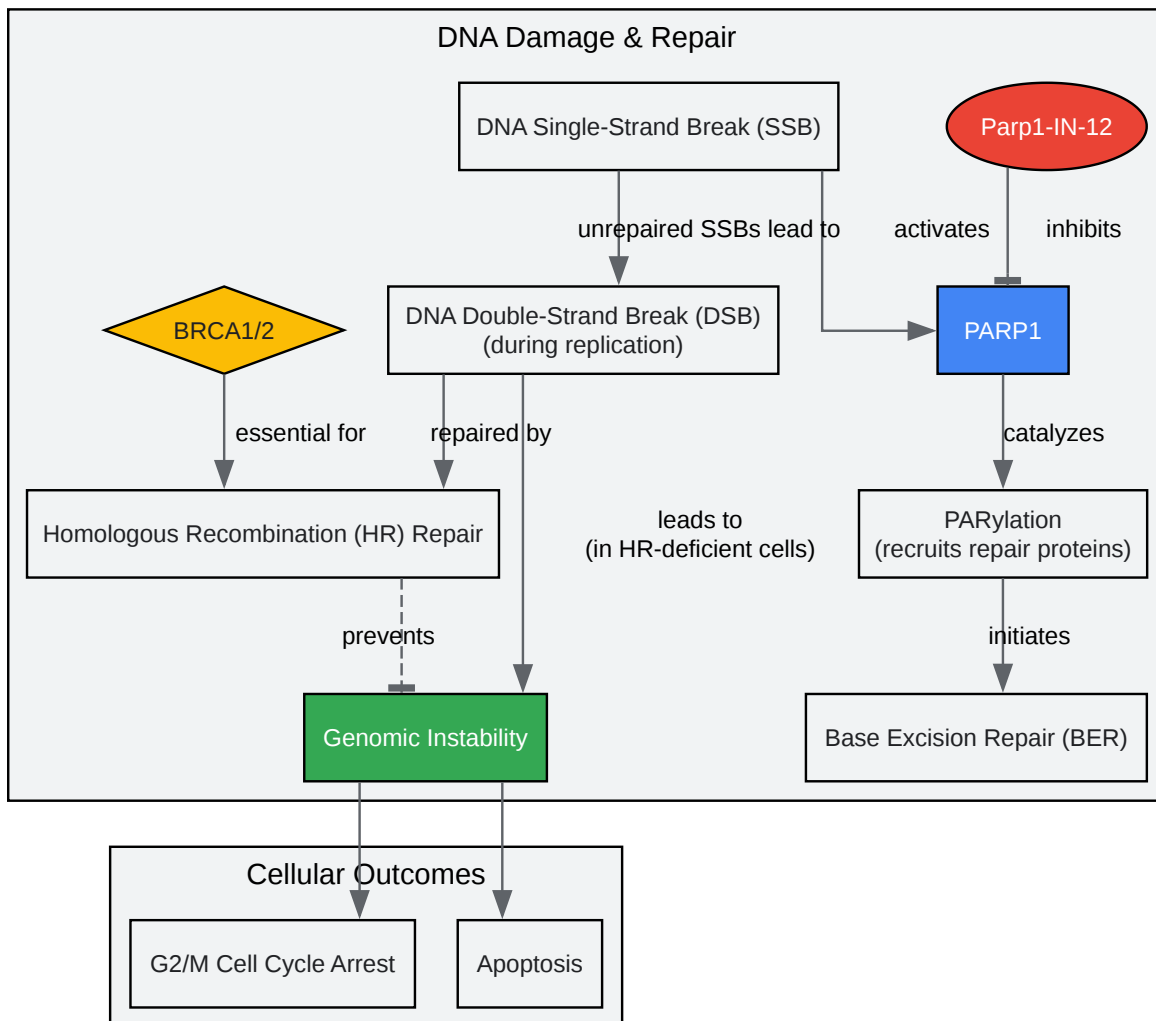 DNA Damage & Repair
DNA Single-Strand Break (SSB)
Parp1-IN-12
unrepaired SSBs lead to
activates
inhibits
BRCA1/2
DNA Double-Strand Break (DSB)
(during replication)
PARP1
essential for
repaired by
catalyzes
Homologous Recombination (HR) Repair
leads to
(in HR-deficient cells)
PARylation
(recruits repair proteins)
prevents
initiates
Genomic Instability
Base Excision Repair (BER)
Cellular Outcomes
G2/M Cell Cycle Arrest
Apoptosis